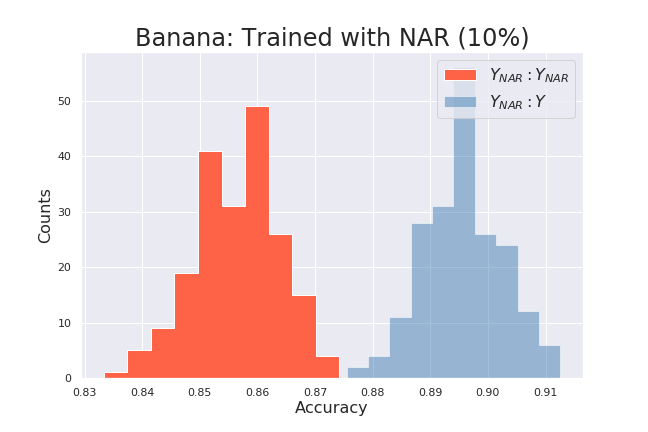 Banana: Trained with NAR (10%)
Y_NAR : Y_NAR
Y_NAR : Y
50
40
30
20
10
0
Counts
0.83 0.84 0.85 0.86 0.87 0.88 0.89 0.90 0.91
Accuracy